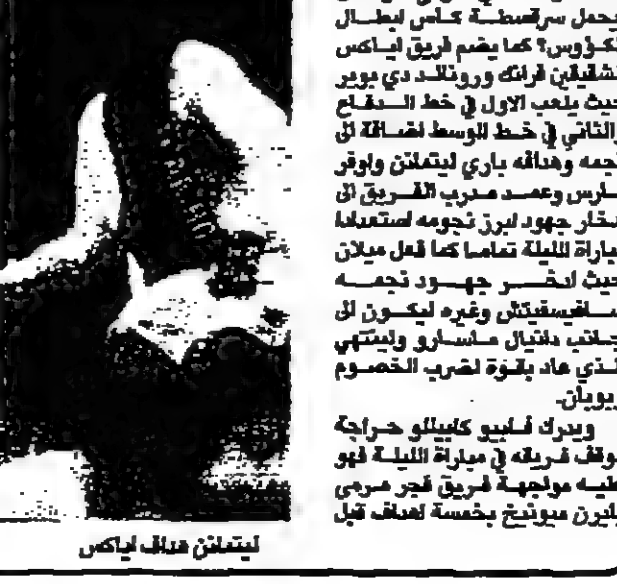 يحمل سرقسطة كأس ابطال
الكؤوس؟ كما يضم فريق اياكس
الشقيقين فرانك ورونالد دي بوير
حيث يلعب الاول في خط الدفاع
والثاني في خط الوسط اضافة الى
نجمه وهدافه ياري ليتمانن واوفر
مارس وعمد مدرب الفريق الى
ادخار جهود ابرز نجومه استعدادا
لمباراة الليلة تماما كما فعل ميلان
حيث ادخر جهود نجمه
سافيسفيتش وغيره ليكون الى
جانب دانيال ماسارو وليتتهي
الذي عاد بقوة لضرب الخصوم
وبوبان.
ويدرك فابيو كابيللو حراجة
موقف فريقه في مباراة الليلة فهو
عليه مواجهة فريق فجر مرمى
بايرن ميونيخ بخمسة اهداف قبل
ليتمانن هداف اياكس